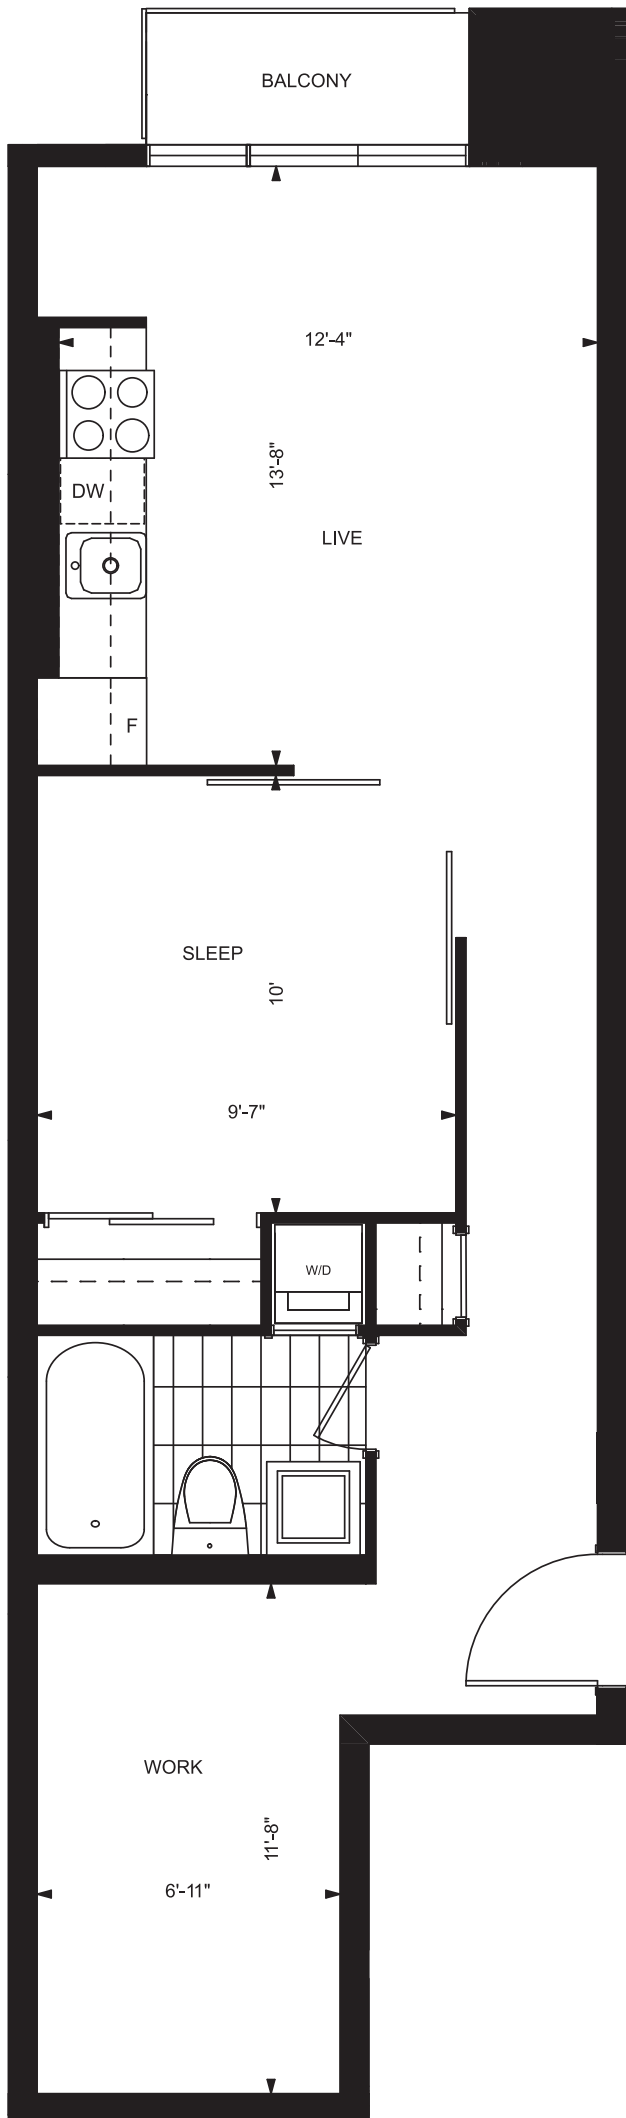 BALCONY
12'-4"
13'-8"
DW
LIVE
F
SLEEP
10'
9'-7"
W/D
WORK
11'-8"
6'-11"